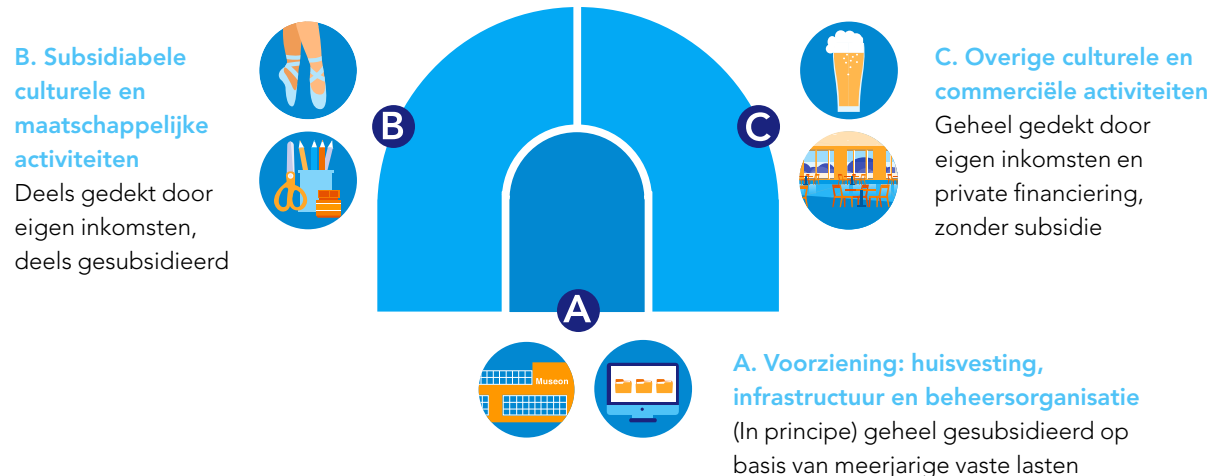 B. Subsidiabele
culturele en
maatschappelijke
activiteiten
Deels gedekt door
eigen inkomsten,
deels gesubsidieerd
B
C
C. Overige culturele en
commerciële activiteiten
Geheel gedekt door
eigen inkomsten en
private financiering,
zonder subsidie
A
Museon
A. Voorziening: huisvesting,
infrastructuur en beheersorganisatie
(In principe) geheel gesubsidieerd op
basis van meerjarige vaste lasten